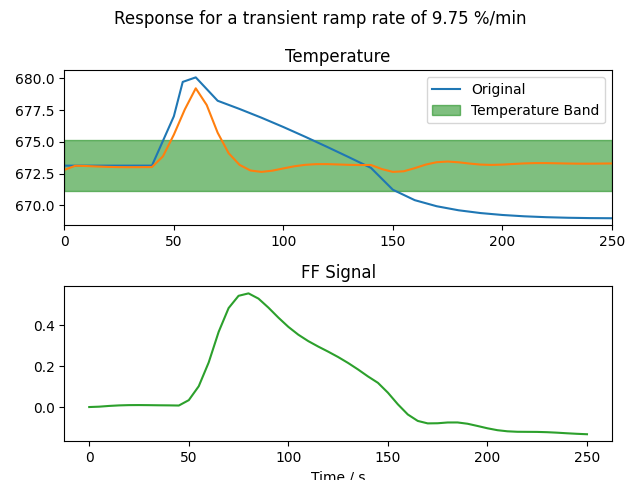 Response for a transient ramp rate of 9.75 %/min
Temperature
680.0
677.5
675.0
672.5
670.0
Original
Temperature Band
0 50 100 150 200 250
FF Signal
0.4
0.2
0.0
0 50 100 150 200 250
Time / s